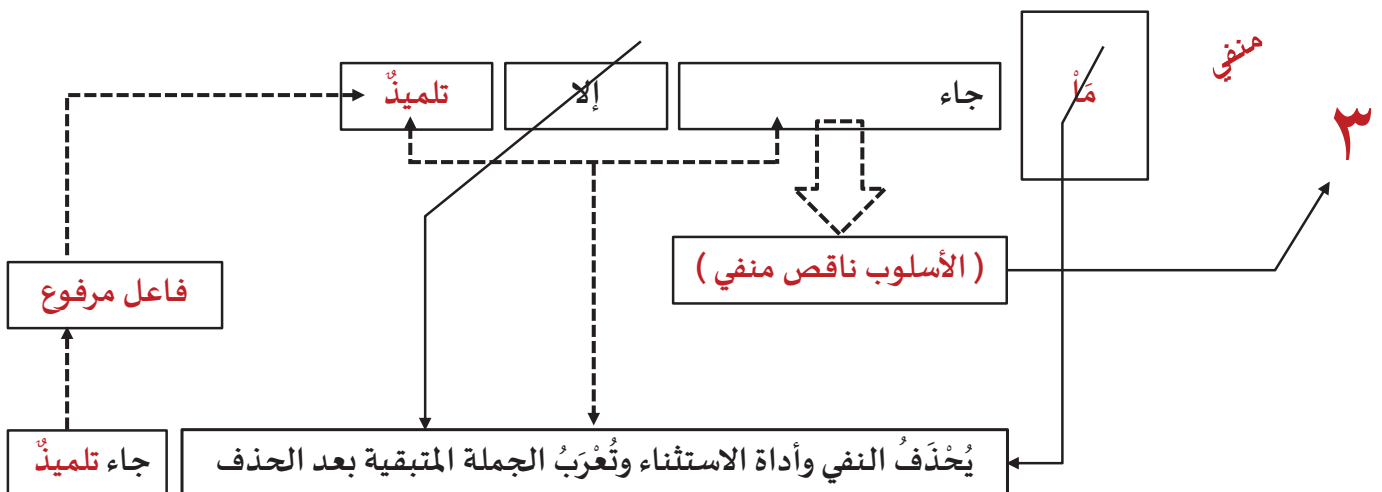 منفي
٣
مَاْ
جاء
إلا
تلميذٌ
( الأسلوب ناقص منفي )
فاعل مرفوع
يُحْذَفُ النفي وأداة الاستثناء وتُعْرَبُ الجملة المتبقية بعد الحذف
جاء تلميذٌ